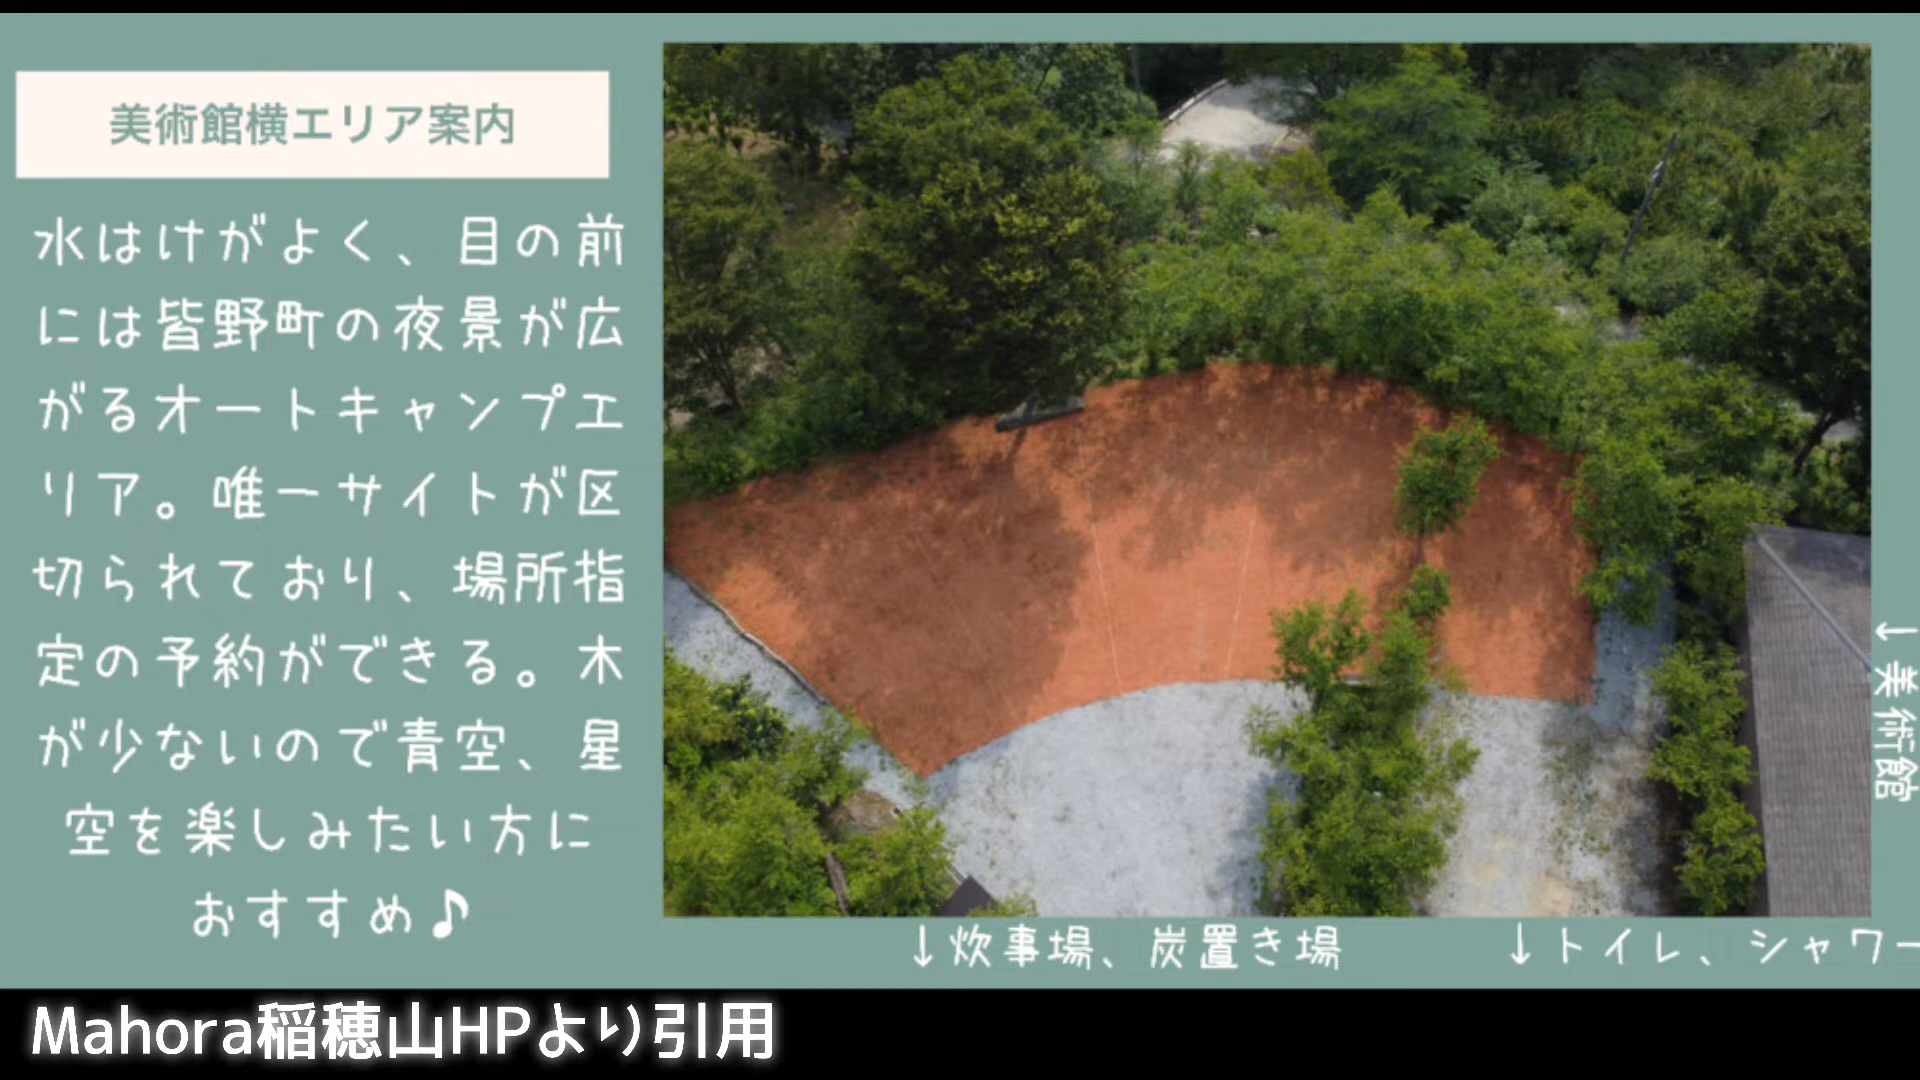 美術館横エリア案内
水はけがよく、目の前
には皆野町の夜景が広
がるオートキャンプエ
リア。唯一サイトが区
切られており、場所指
定の予約ができる。木
が少ないので青空、星
空を楽しみたい方に
おすすめ♪
↓美術館
↓炊事場、炭置き場
↓トイレ、シャワー
Mahora稲穂山HPより引用